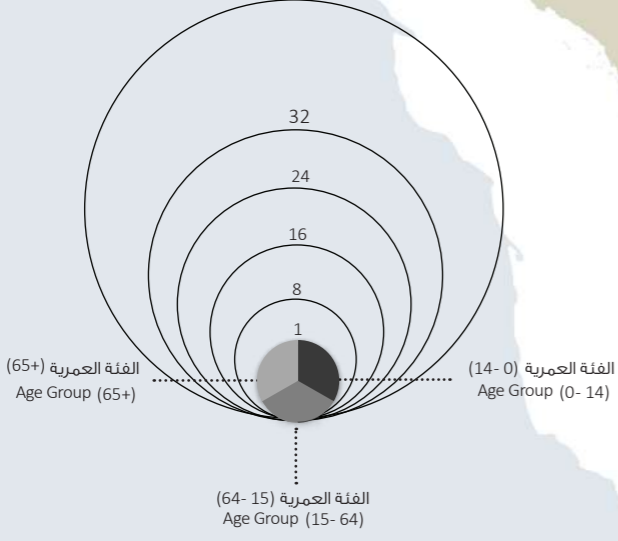 32
24
16
8
1
الفئة العمرية (65+)
Age Group (65+)
الفئة العمرية (0 -14)
Age Group (0- 14)
الفئة العمرية (15 -64)
Age Group (15- 64)